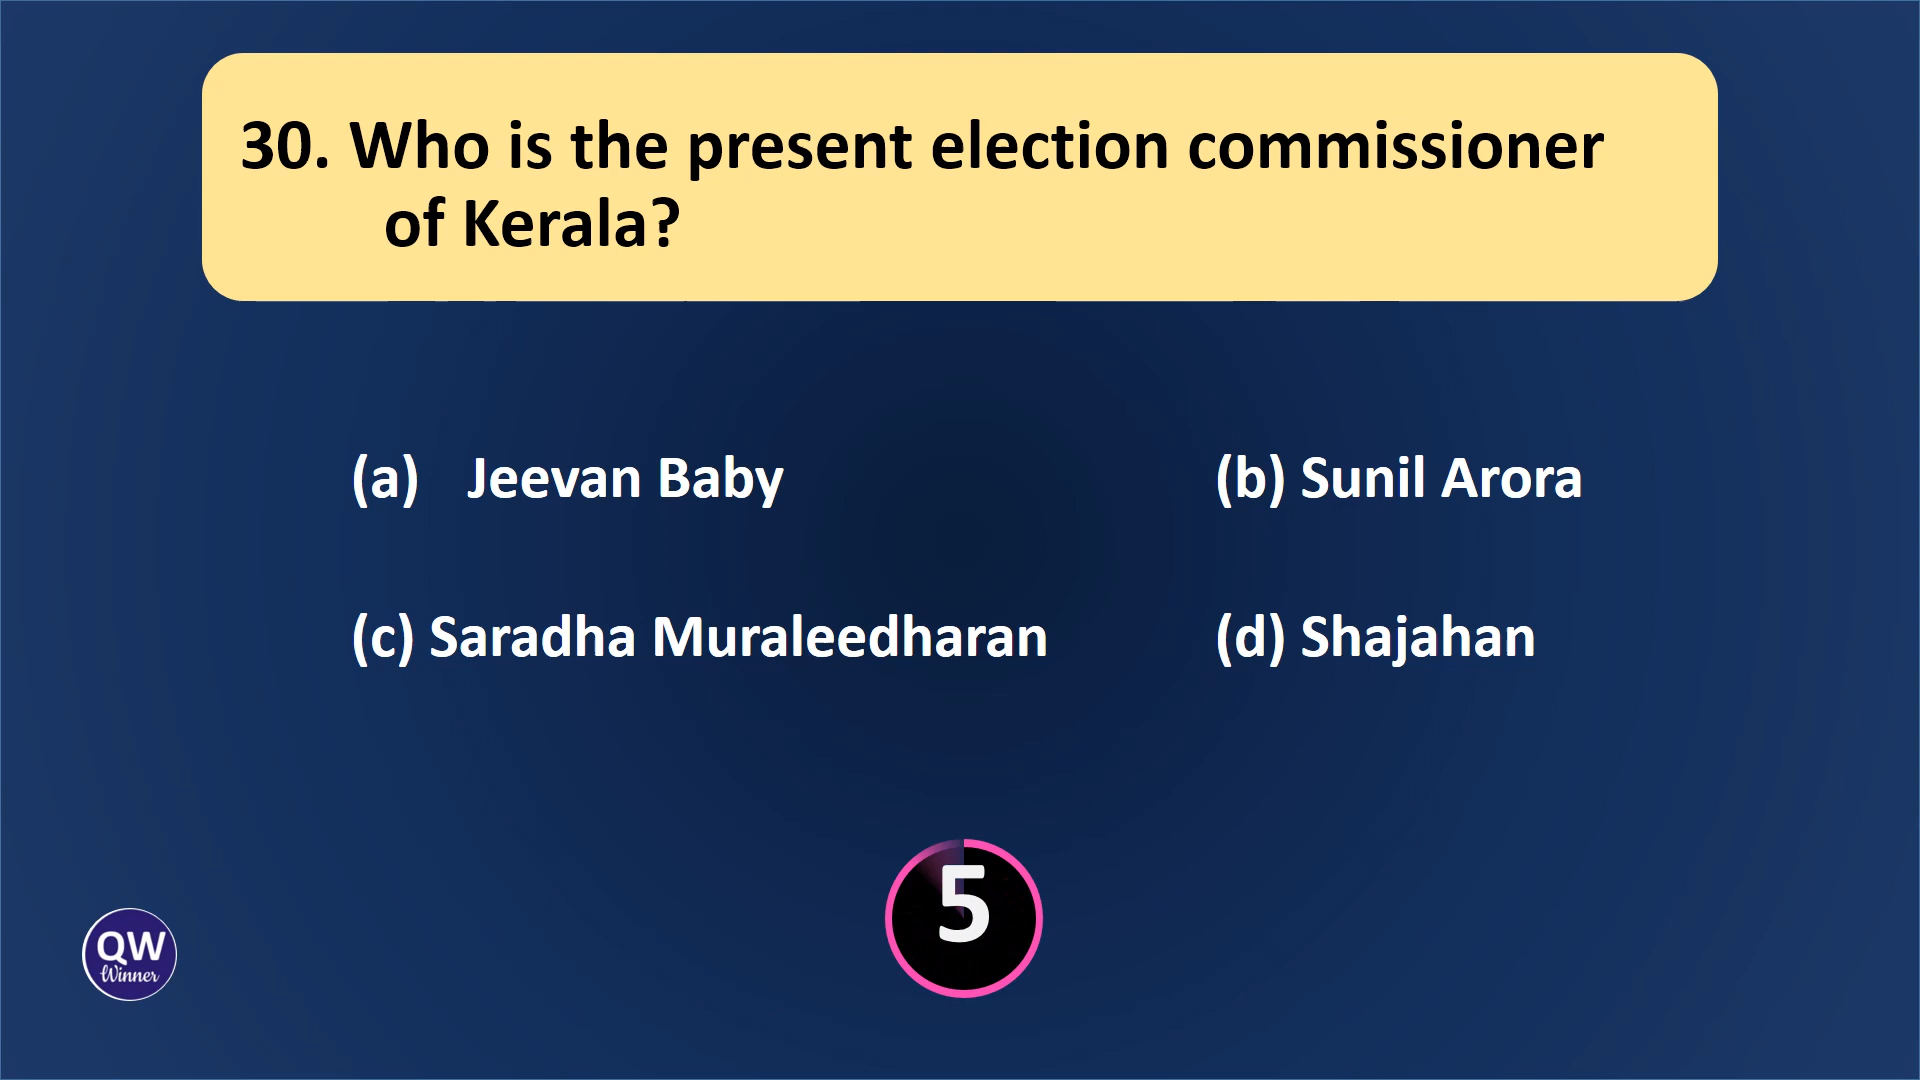 30. Who is the present election commissioner
of Kerala?
(a) Jeevan Baby
(b) Sunil Arora
(c) Saradha Muraleedharan
(d) Shajahan
5
QW
Winner